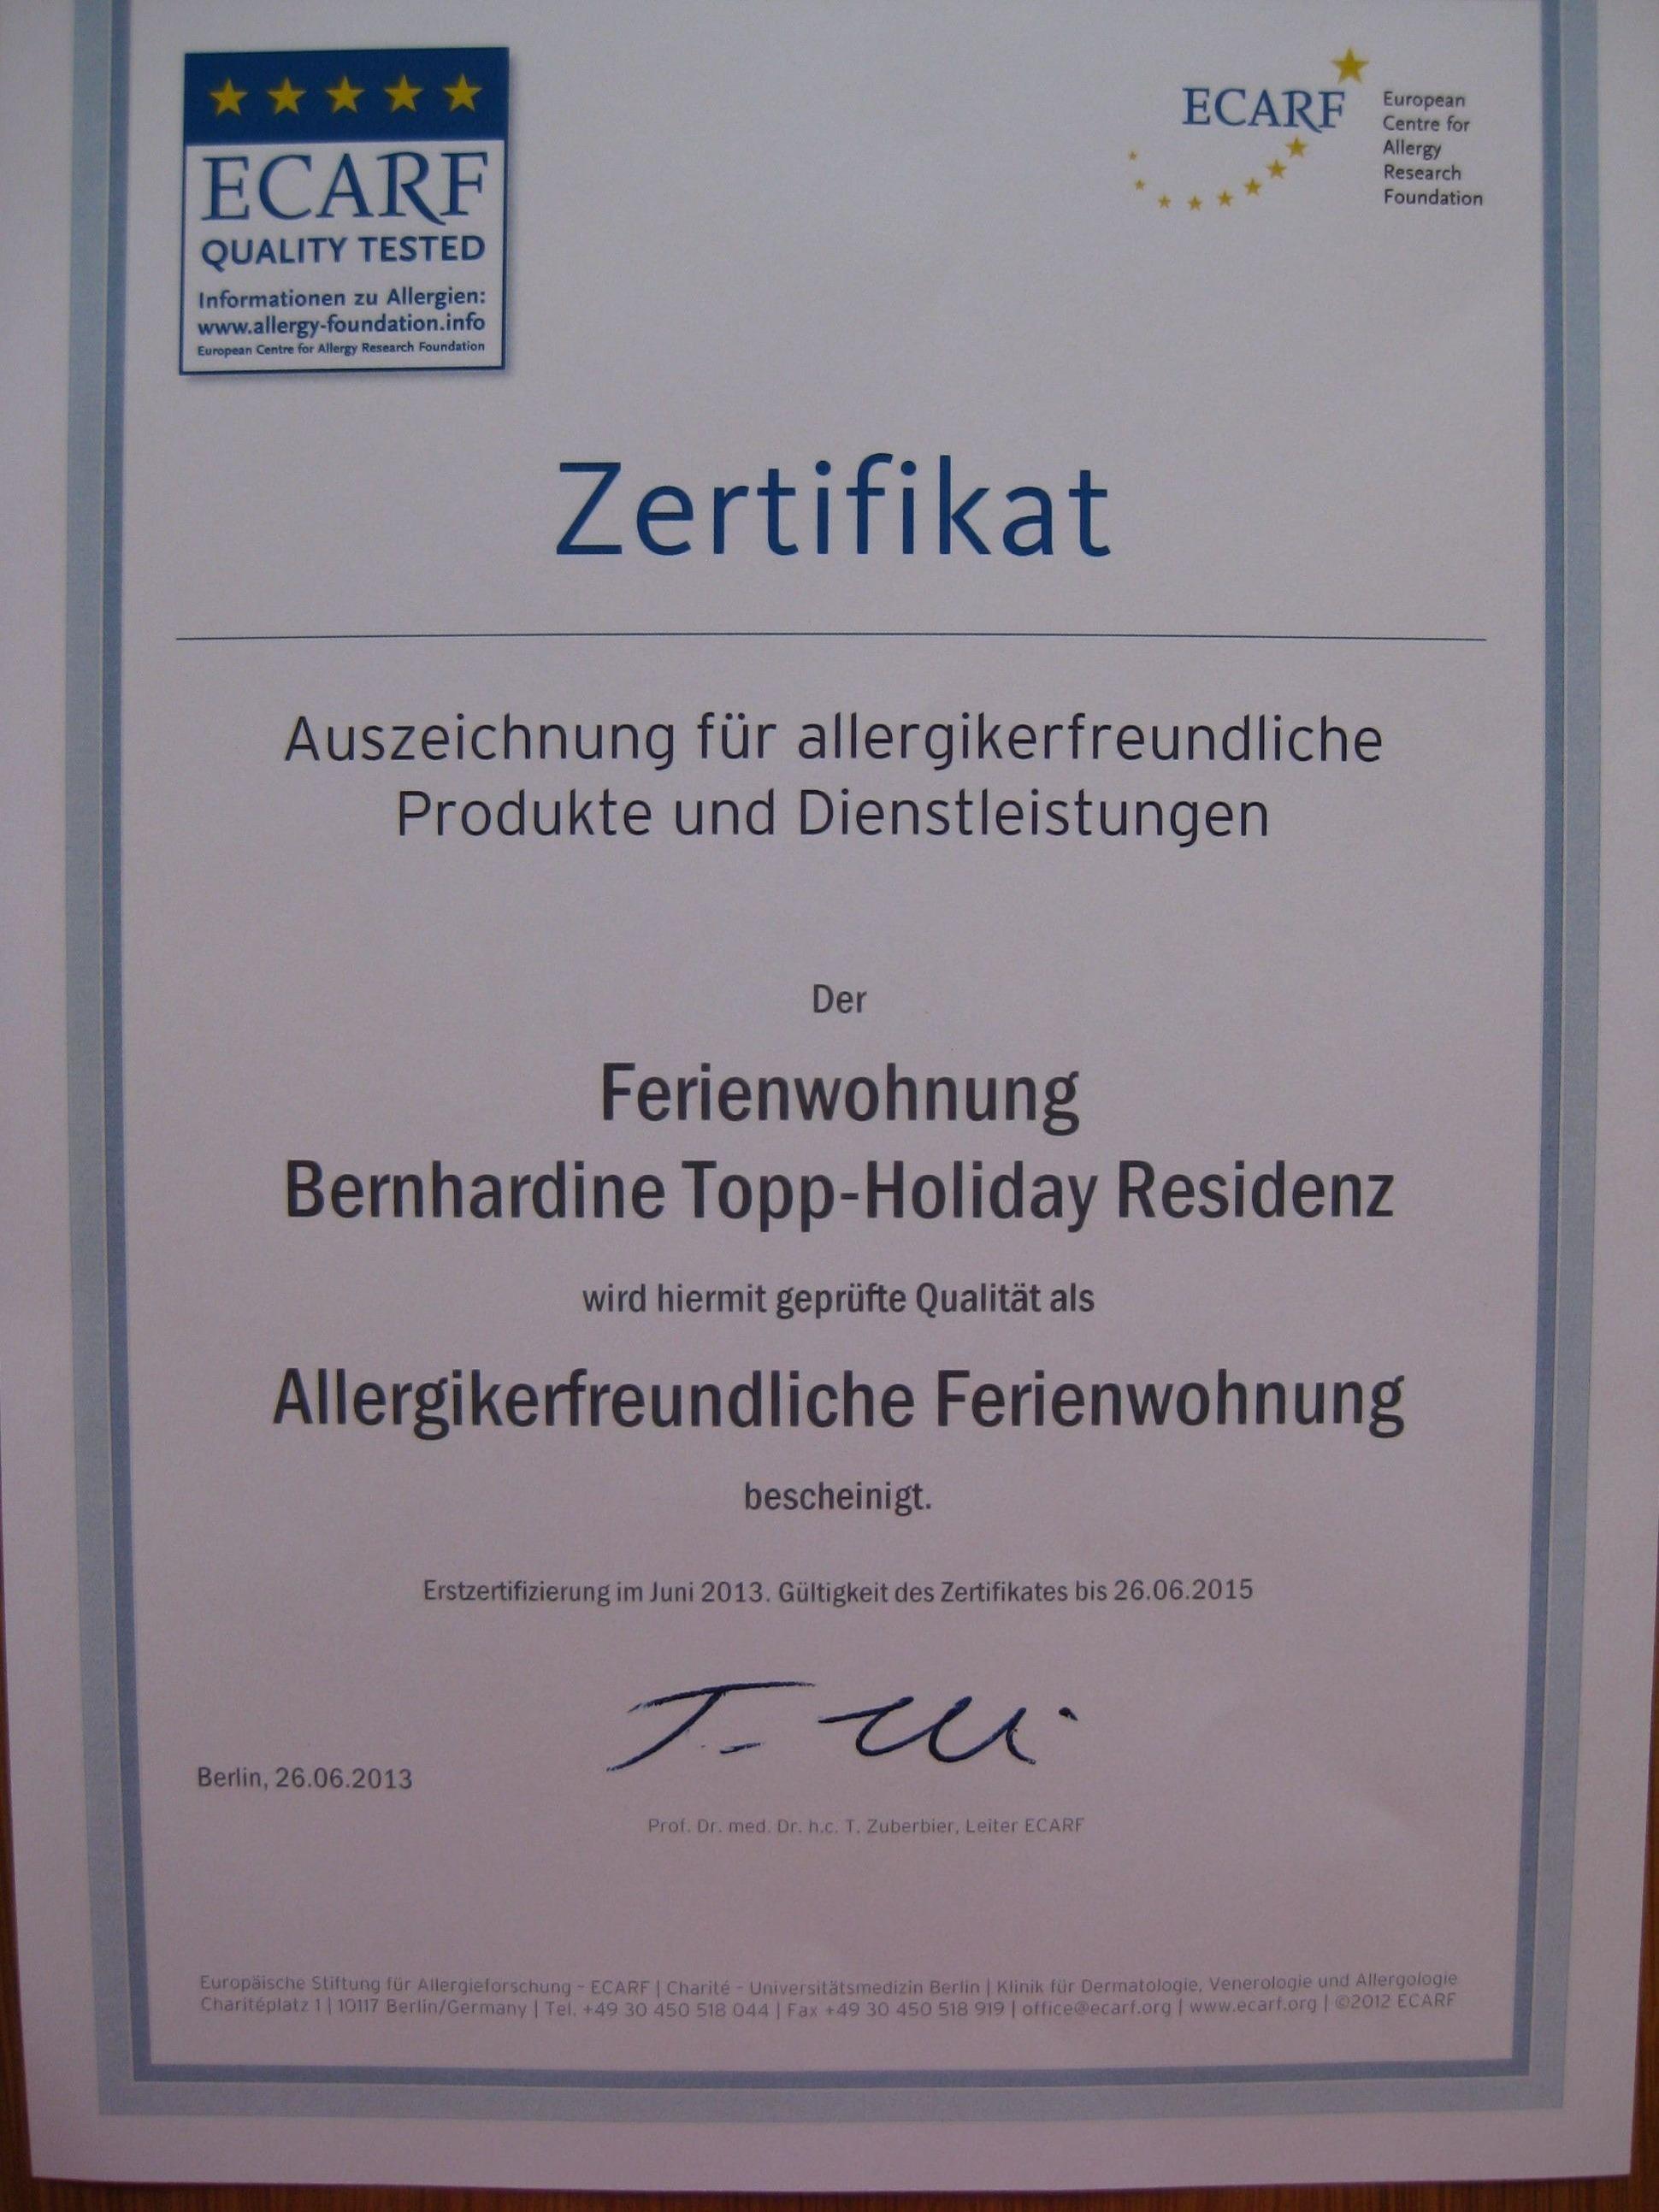 ECARF
QUALITY TESTED
Informationen zu Allergien:
www.allergy-foundation.info
European Centre for Allergy Research Foundation
ECARF
European
Centre for
Allergy
Research
Foundation
Zertifikat
Auszeichnung für allergikerfreundliche
Produkte und Dienstleistungen
Der
Ferienwohnung
Bernhardine Topp-Holiday Residenz
wird hiermit geprüfte Qualität als
Allergikerfreundliche Ferienwohnung
bescheinigt.
Erstzertifizierung im Juni 2013. Gültigkeit des Zertifikates bis 26.06.2015
Berlin, 26.06.2013
Prof. Dr. med. Dr. h.c. T. Zuberbier, Leiter ECARF
Europäische Stiftung für Allergieforschung – ECARF | Charité – Universitätsmedizin Berlin | Klinik für Dermatologie, Venerologie und Allergologie
Charitéplatz 1 | 10117 Berlin/Germany | Tel. +49 30 450 518 044 | Fax +49 30 450 518 919 | office@ecarf.org | www.ecarf.org | ©2012 ECARF